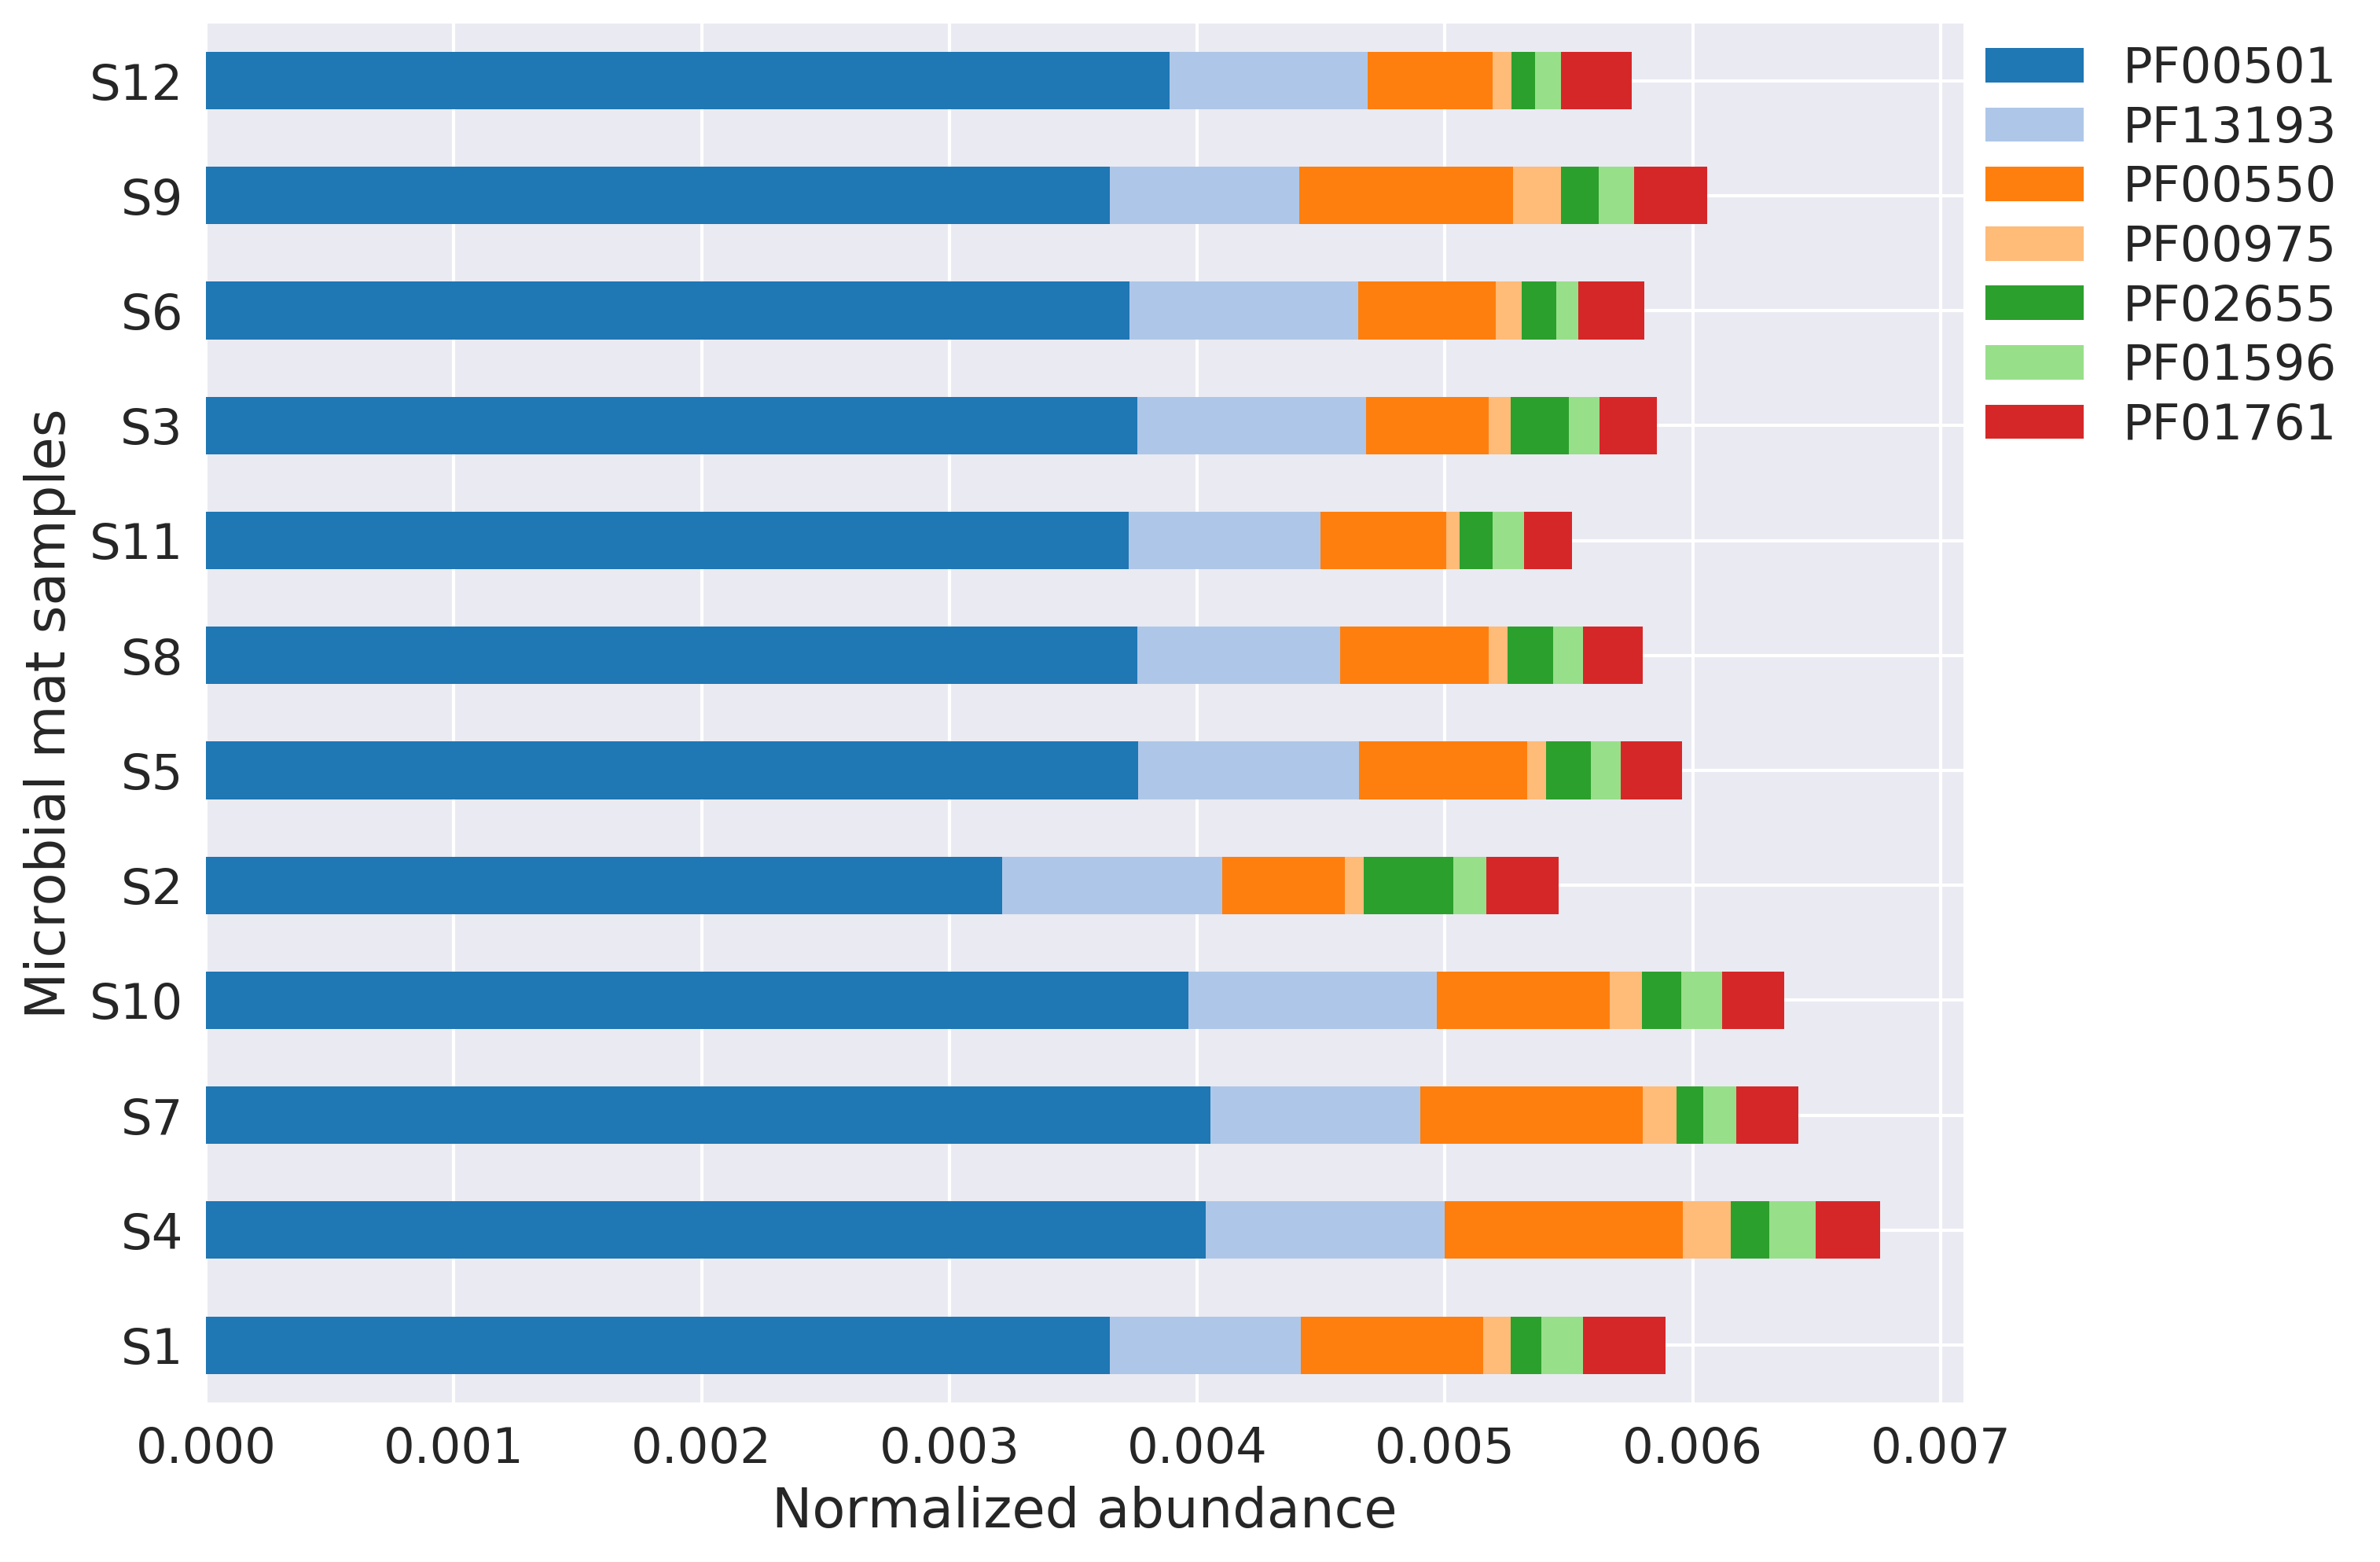 Microbial mat samples
S12
S9
S6
S3
S11
S8
S5
S2
S10
S7
S4
S1
0.000 0.001 0.002 0.003 0.004 0.005 0.006 0.007
Normalized abundance
PF00501
PF13193
PF00550
PF00975
PF02655
PF01596
PF01761